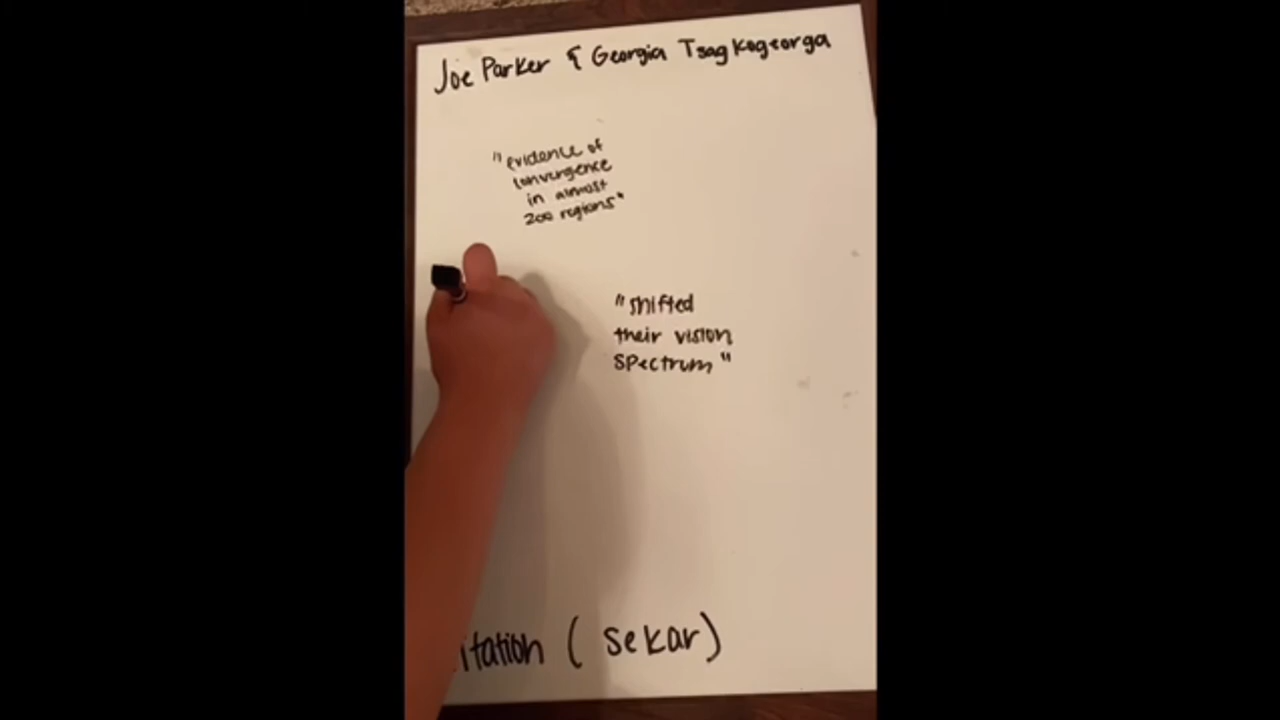 Joe Parker & Georgia Tsagkogeorga
"evidence of
convergence
in almost
200 regions"
"shifted
their vision
spectrum"
itation (sekar)